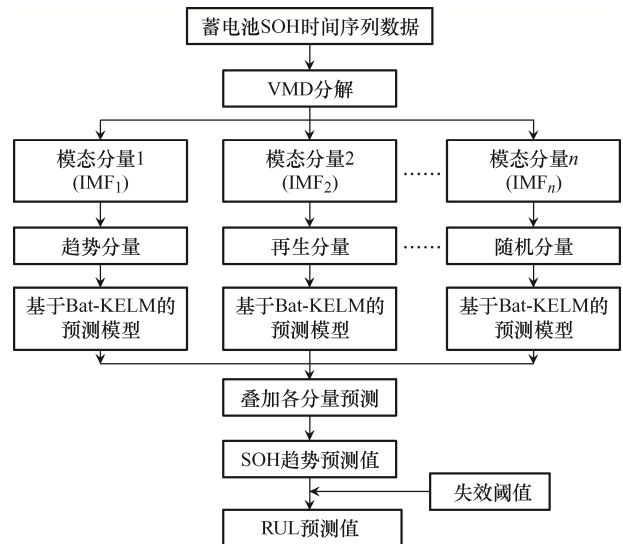 蓄电池SOH时间序列数据
VMD分解
模态分量1
(IMF1)
模态分量2
(IMF2)
……
模态分量n
(IMFn)
趋势分量
再生分量
……
随机分量
基于Bat-KELM的
预测模型
基于Bat-KELM的
预测模型
基于Bat-KELM的
预测模型
叠加各分量预测
SOH趋势预测值
失效阈值
RUL预测值